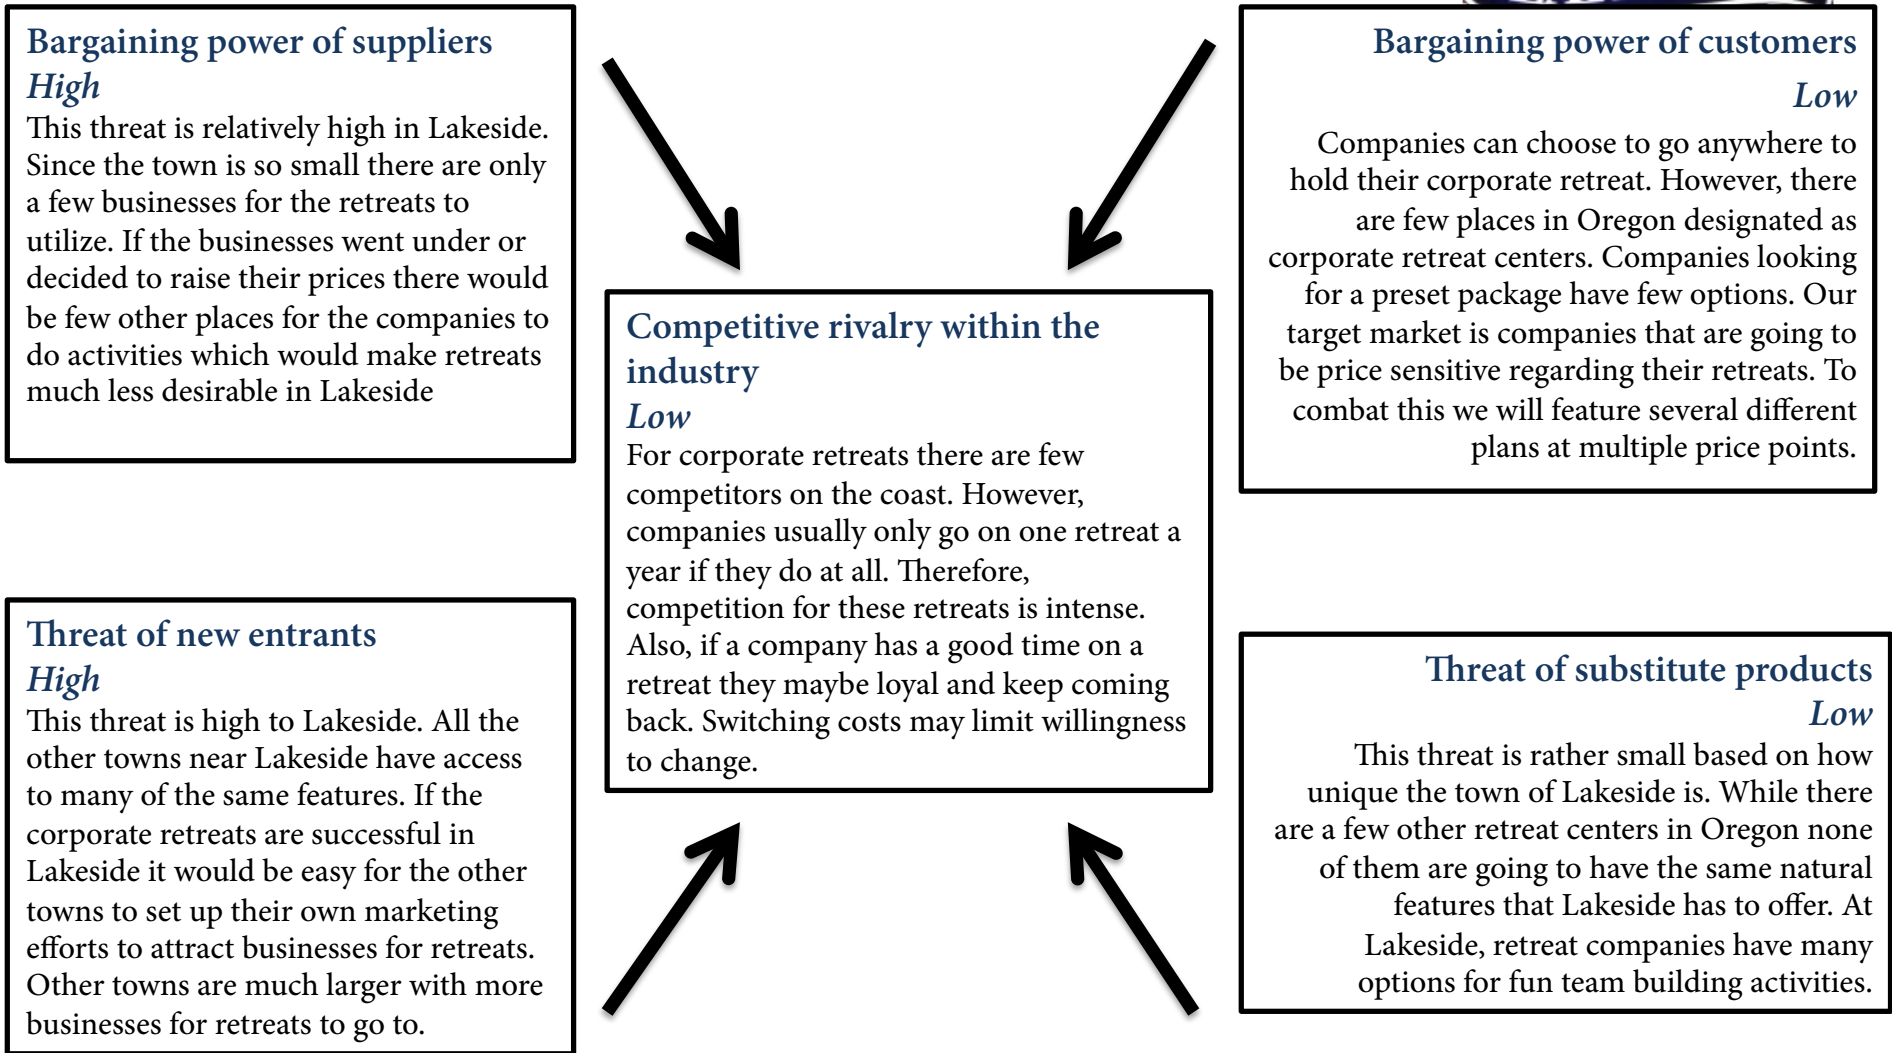 Bargaining power of suppliers
High
This threat is relatively high in Lakeside.
Since the town is so small there are only
a few businesses for the retreats to
utilize. If the businesses went under or
decided to raise their prices there would
be few other places for the companies to
do activities which would make retreats
much less desirable in Lakeside
Bargaining power of customers
Low
Companies can choose to go anywhere to
hold their corporate retreat. However, there
are few places in Oregon designated as
corporate retreat centers. Companies looking
for a preset package have few options. Our
target market is companies that are going to
be price sensitive regarding their retreats. To
combat this we will feature several different
plans at multiple price points.
Competitive rivalry within the
industry
Low
For corporate retreats there are few
competitors on the coast. However,
companies usually only go on one retreat a
year if they do at all. Therefore,
competition for these retreats is intense.
Also, if a company has a good time on a
retreat they maybe loyal and keep coming
back. Switching costs may limit willingness
to change.
Threat of new entrants
High
This threat is high to Lakeside. All the
other towns near Lakeside have access
to many of the same features. If the
corporate retreats are successful in
Lakeside it would be easy for the other
towns to set up their own marketing
efforts to attract businesses for retreats.
Other towns are much larger with more
businesses for retreats to go to.
Threat of substitute products
Low
This threat is rather small based on how
unique the town of Lakeside is. While there
are a few other retreat centers in Oregon none
of them are going to have the same natural
features that Lakeside has to offer. At
Lakeside, retreat companies have many
options for fun team building activities.